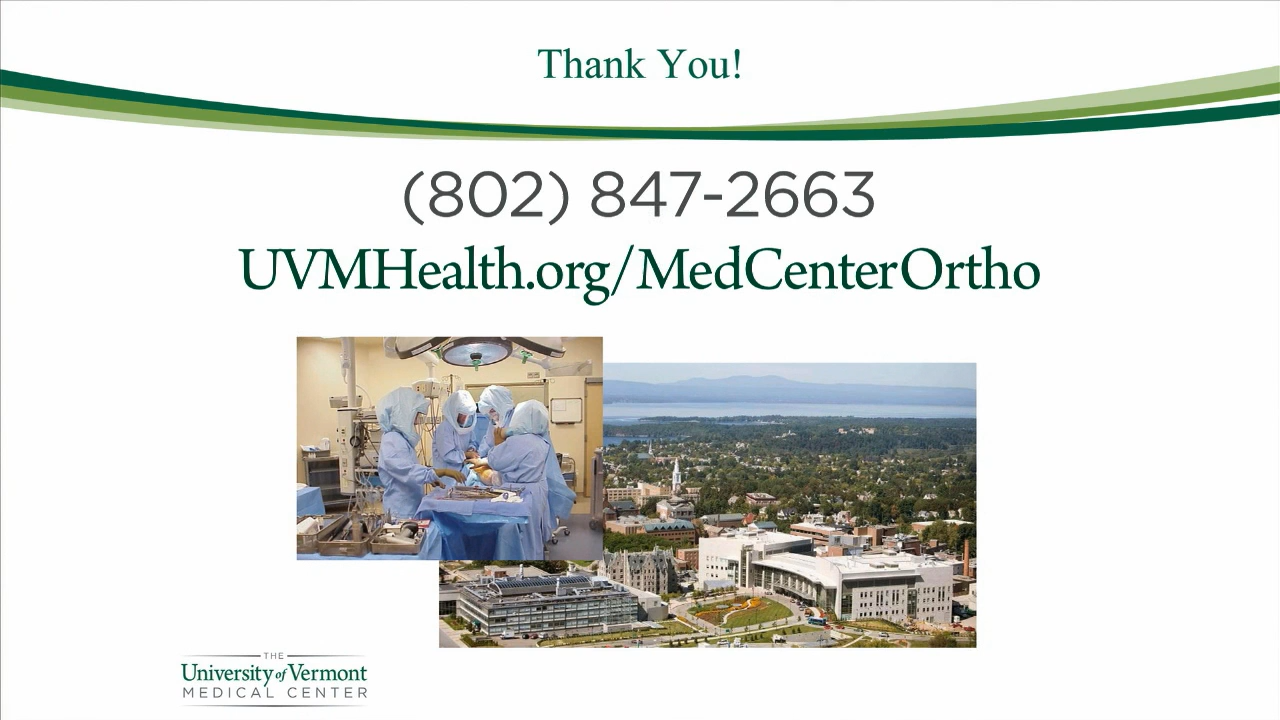 Thank You!
(802) 847-2663
UVMHealth.org/MedCenterOrtho
THE
University of Vermont
MEDICAL CENTER